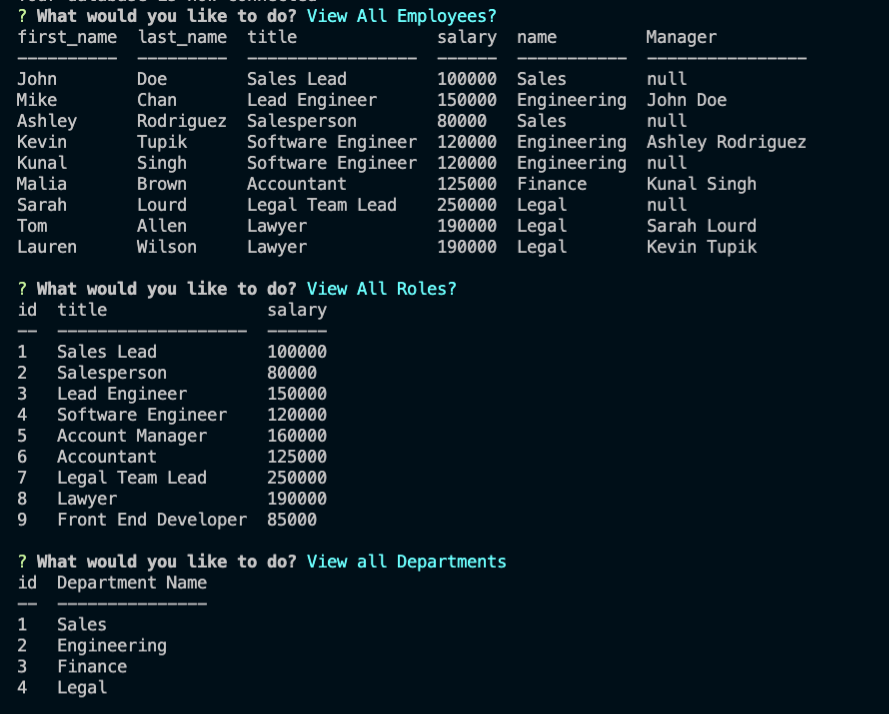 Your database is now connected
? What would you like to do? View All Employees?
first_name  last_name  title              salary  name         Manager
----------  ---------  -----------------  ------  -----------  ----------------
John        Doe        Sales Lead         100000  Sales        null
Mike        Chan       Lead Engineer      150000  Engineering  John Doe
Ashley      Rodriguez  Salesperson        80000   Sales        null
Kevin       Tupik      Software Engineer  120000  Engineering  Ashley Rodriguez
Kunal       Singh      Software Engineer  120000  Engineering  null
Malia       Brown      Accountant         125000  Finance      Kunal Singh
Sarah       Lourd      Legal Team Lead    250000  Legal        null
Tom         Allen      Lawyer             190000  Legal        Sarah Lourd
Lauren      Wilson     Lawyer             190000  Legal        Kevin Tupik
? What would you like to do? View All Roles?
id  title                salary
--  -------------------  ------
1   Sales Lead           100000
2   Salesperson          80000
3   Lead Engineer        150000
4   Software Engineer    120000
5   Account Manager      160000
6   Accountant           125000
7   Legal Team Lead      250000
8   Lawyer               190000
9   Front End Developer  85000
? What would you like to do? View all Departments
id  Department Name
--  ---------------
1   Sales
2   Engineering
3   Finance
4   Legal